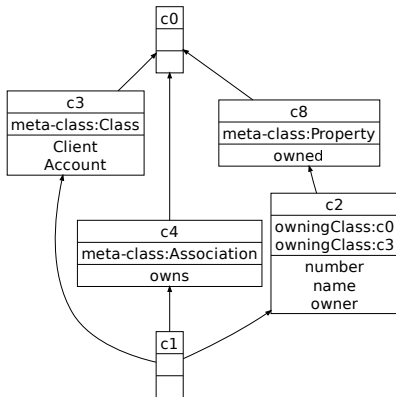 c0
c3
meta-class:Class
Client
Account
c8
meta-class:Property
owned
c4
meta-class:Association
owns
c2
owningClass:c0
owningClass:c3
number
name
owner
c1